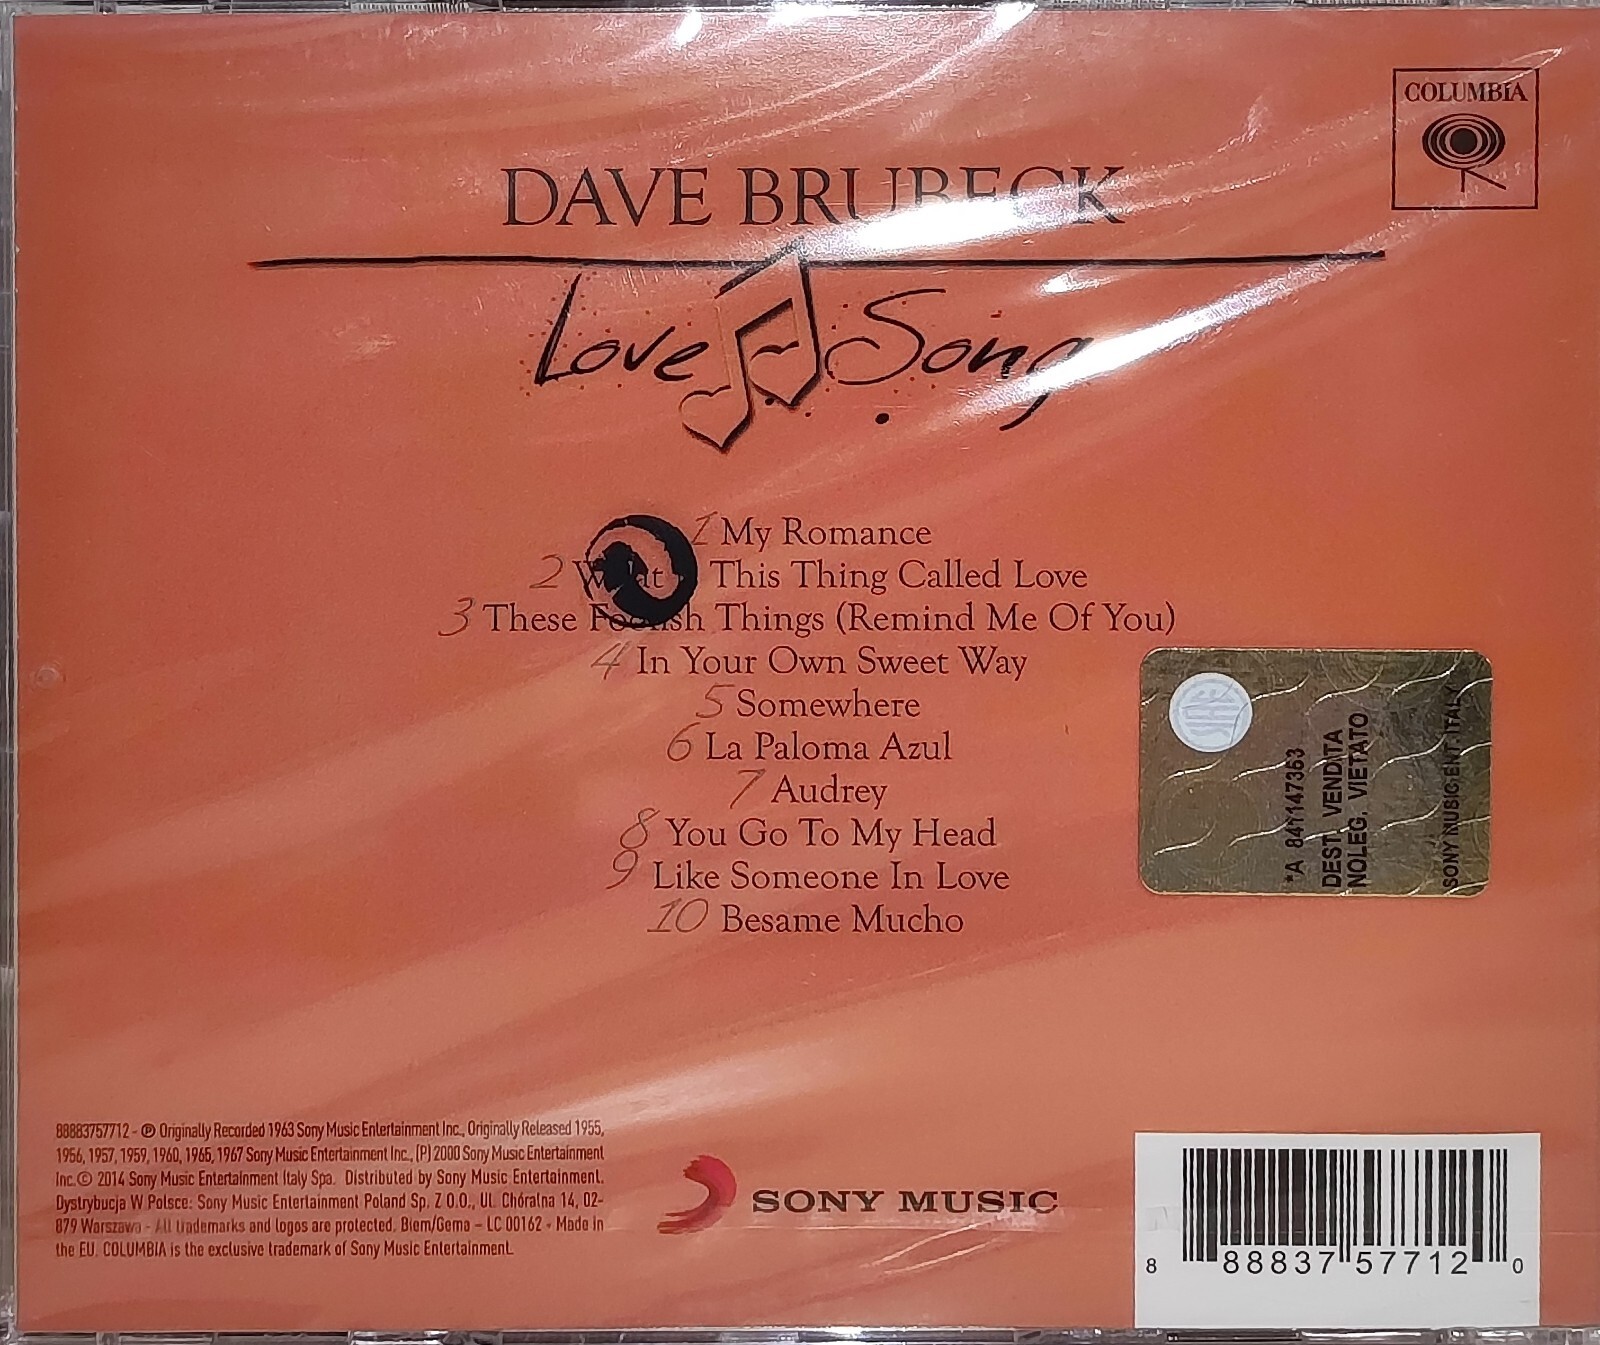 COLUMBIA
DAVE BRUBECK
Love Song
1 My Romance
2 What This Thing Called Love
3 These Foolish Things (Remind Me Of You)
4 In Your Own Sweet Way
5 Somewhere
6 La Paloma Azul
7 Audrey
8 You Go To My Head
9 Like Someone In Love
10 Besame Mucho
SIAE
*A 841147363
DEST. VENDITA
NOLEG. VIETATO
SONY MUSIC ENT. ITALY
88883757712 - ℗ Originally Recorded 1963 Sony Music Entertainment Inc., Originally Released 1955,
1956, 1957, 1959, 1960, 1965, 1967 Sony Music Entertainment Inc., (P) 2000 Sony Music Entertainment
Inc. © 2014 Sony Music Entertainment Italy Spa. Distributed by Sony Music Entertainment.
Dystrybucja W Polsce: Sony Music Entertainment Poland Sp. Z O.O., Ul. Chóralna 14, 02-
879 Warszawa - All trademarks and logos are protected. Biem/Gema – LC 00162 • Made in
the EU. COLUMBIA is the exclusive trademark of Sony Music Entertainment.
SONY MUSIC
8 88837 57712 0